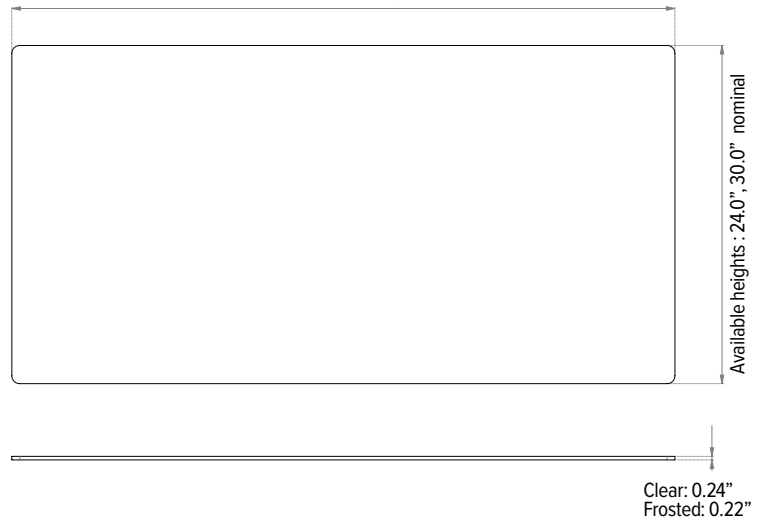 Available heights : 24.0”, 30.0” nominal
Clear: 0.24”
Frosted: 0.22”